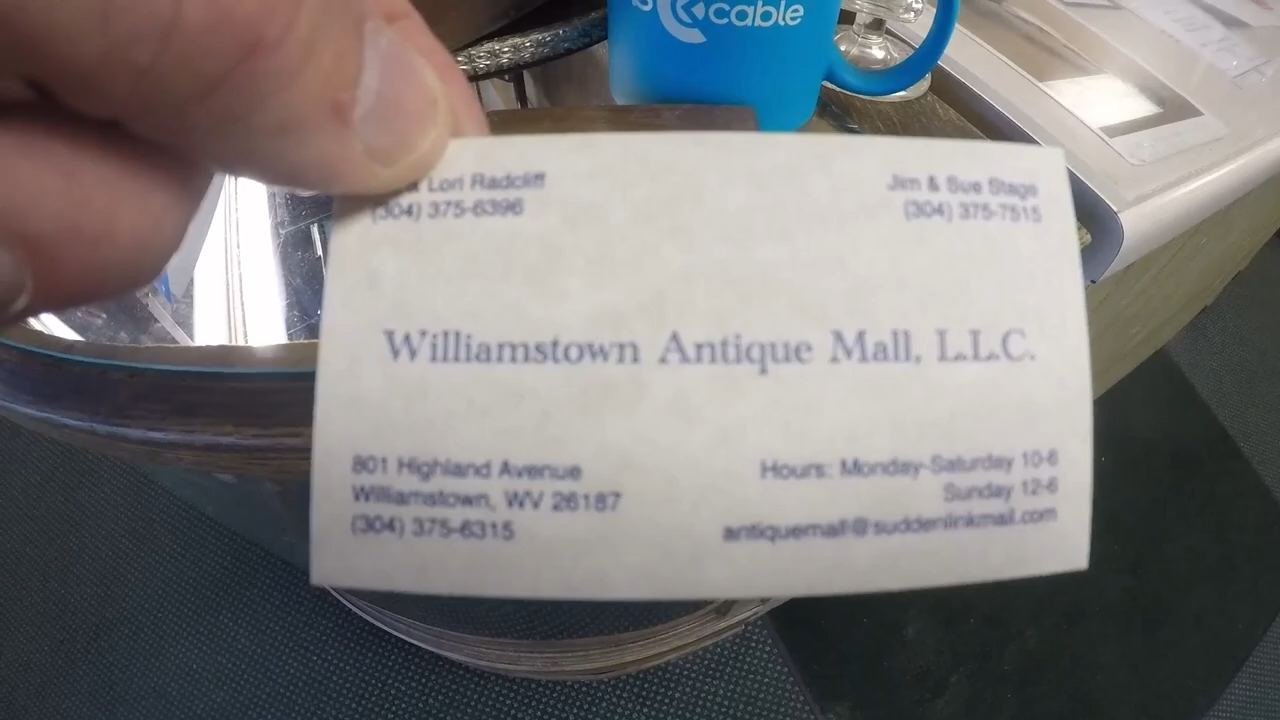 cable
Lori Radcliff
(304) 375-6396
Jim & Sue Stage
(304) 375-7515
Williamstown Antique Mall, L.L.C.
801 Highland Avenue
Williamstown, WV 26187
(304) 375-6315
Hours: Monday-Saturday 10-6
Sunday 12-6
antiquemall@suddenlinkmail.com